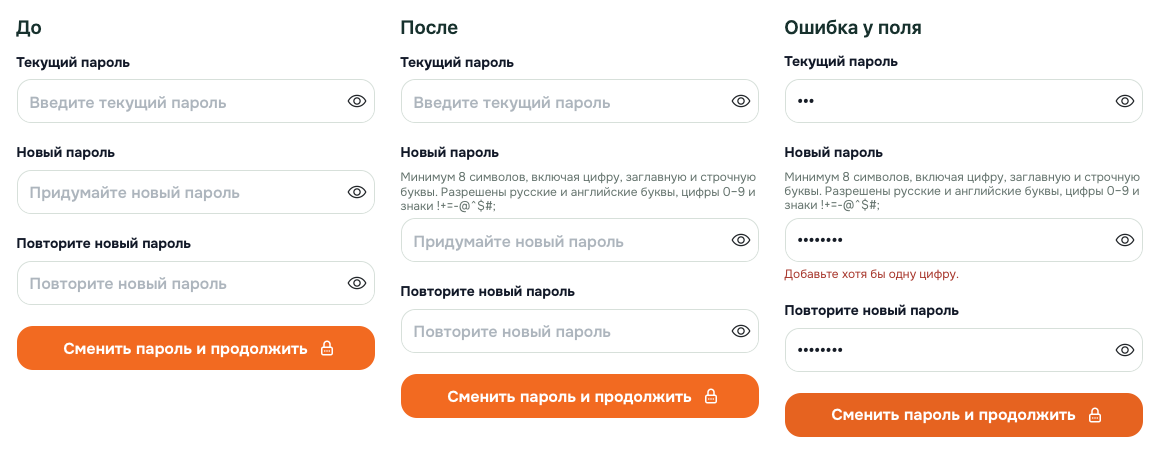 До
Текущий пароль
Введите текущий пароль
Новый пароль
Придумайте новый пароль
Повторите новый пароль
Повторите новый пароль
Сменить пароль и продолжить
После
Текущий пароль
Введите текущий пароль
Новый пароль
Минимум 8 символов, включая цифру, заглавную и строчную
буквы. Разрешены русские и английские буквы, цифры 0–9 и
знаки !+=-@^$#;
Придумайте новый пароль
Повторите новый пароль
Повторите новый пароль
Сменить пароль и продолжить
Ошибка у поля
Текущий пароль
•••
Новый пароль
Минимум 8 символов, включая цифру, заглавную и строчную
буквы. Разрешены русские и английские буквы, цифры 0–9 и
знаки !+=-@^$#;
••••••••
Добавьте хотя бы одну цифру.
Повторите новый пароль
••••••••
Сменить пароль и продолжить